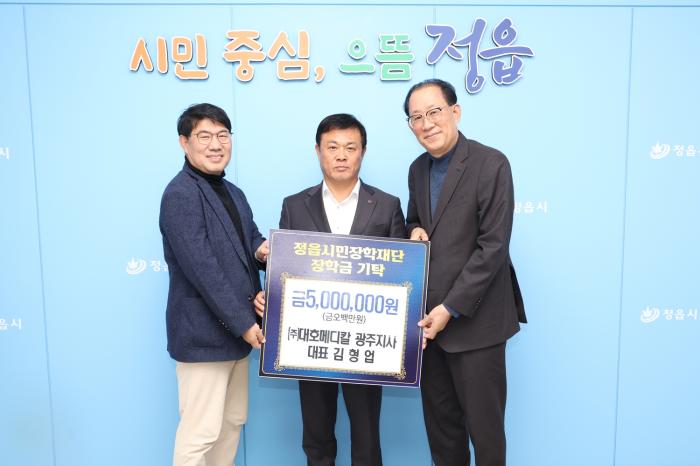 시민 중심, 으뜸 정읍
정읍시
정읍시
정읍시
정읍시
정읍시
정읍시민장학재단
장학금 기탁
금5,000,000원
(금오백만원)
(주)대호메디칼 광주지사
대표 김형업